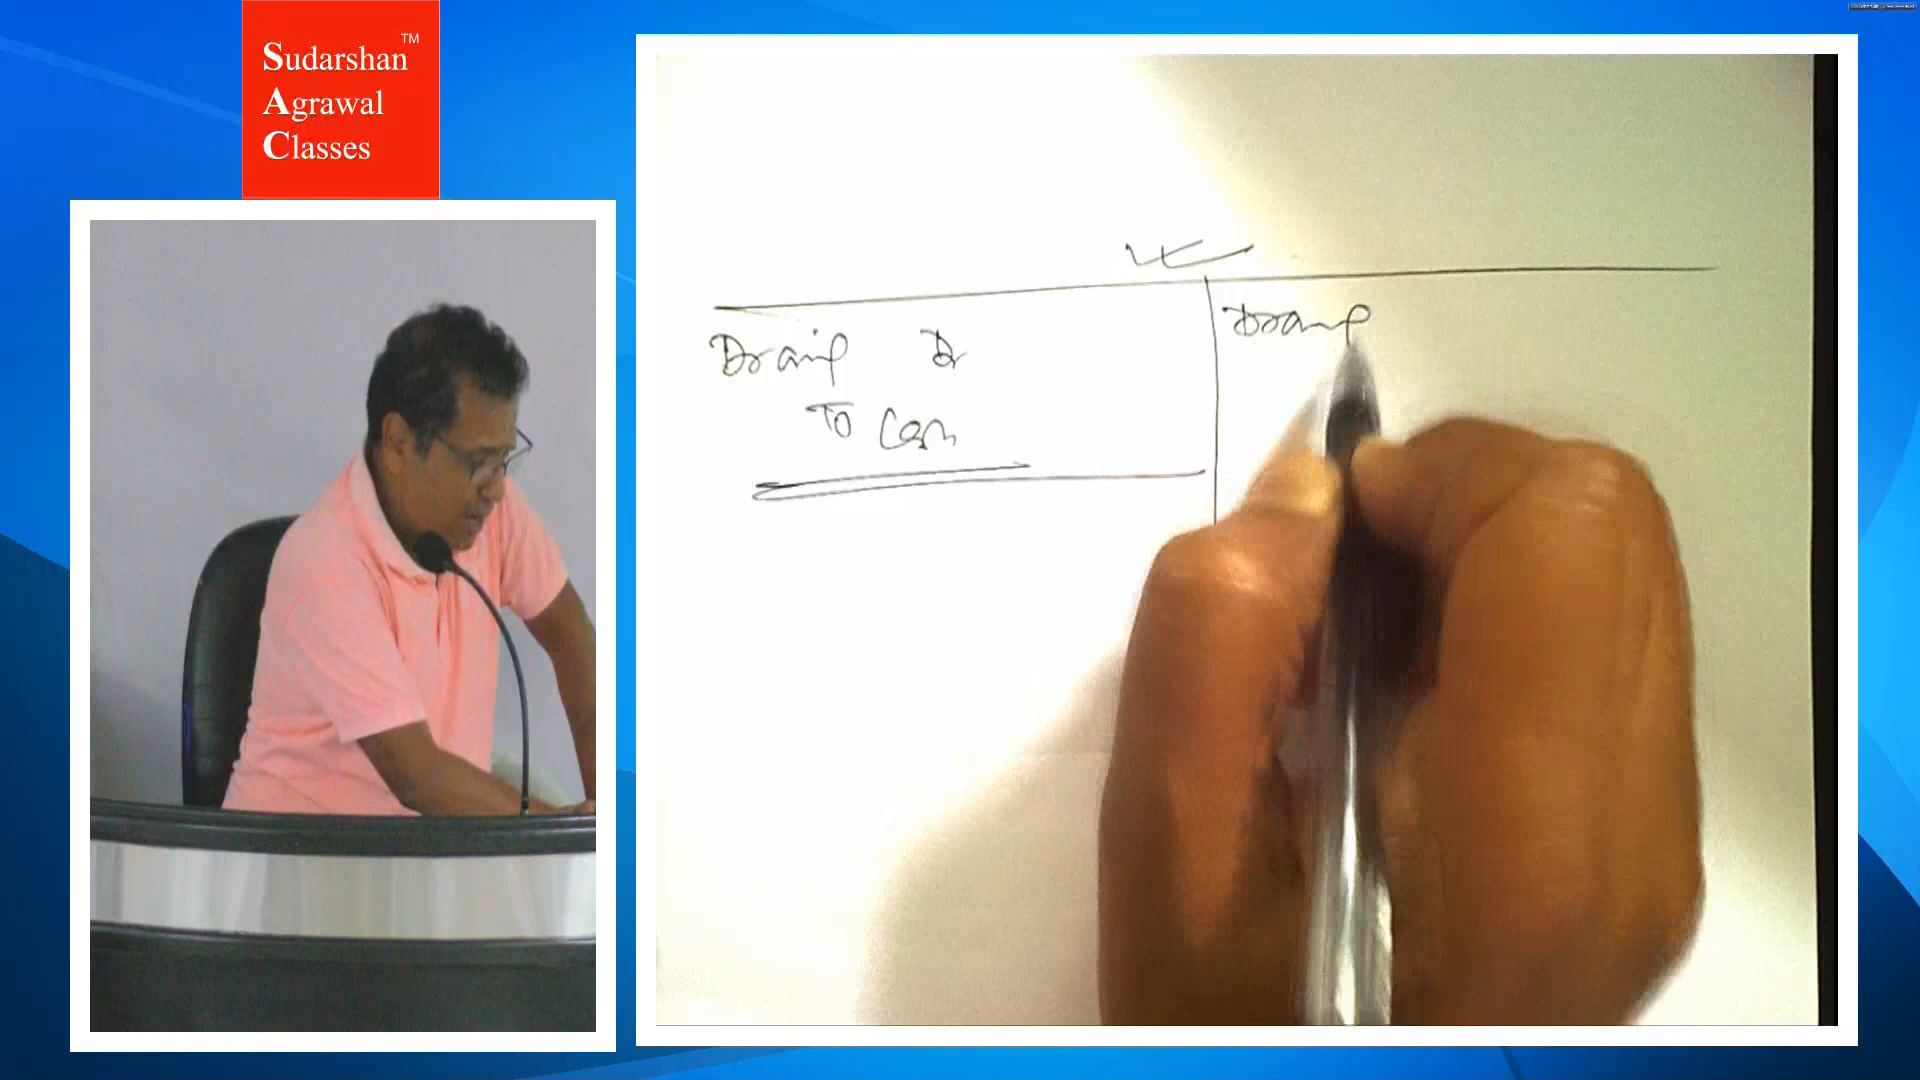 Sudarshan™
Agrawal
Classes
Drawing Dr
To Cash
Drawing